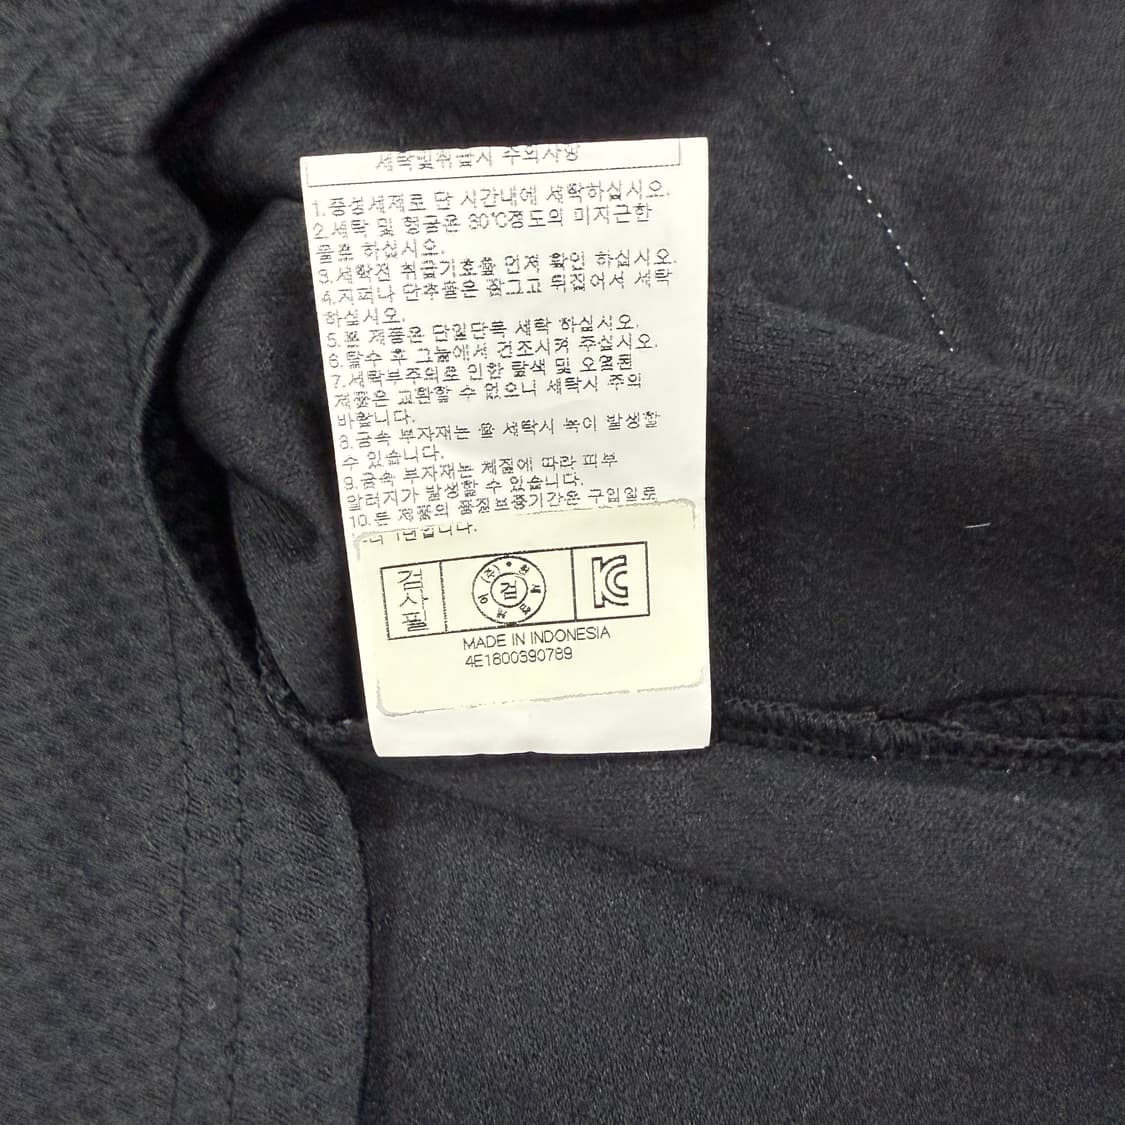 세탁및취급시 주의사항
1.중성세제로 단 시간내에 세탁하십시오.
2.세탁 및 헹굼은 30℃정도의 미지근한
물로 하십시오.
3.세탁전 취급기호를 먼저 확인 하십시오.
4.지퍼나 단추들은 잠그고 뒤집어서 세탁
하십시오.
5.본 제품은 단일단독 세탁 하십시오.
6.탈수 후 그늘에서 건조시켜 주십시오.
7.세탁부주의로 인한 탈색 및 오염된
제품은 교환할 수 없으니 세탁시 주의
바랍니다.
8.금속 부자재는 물 세탁시 녹이 발생할
수 있습니다.
9.금속 부자재는 체질에 따라 피부
알러지가 발생할 수 있습니다.
10.본 제품의 품질보증기간은 구입일로
검사필
검
KC
MADE IN INDONESIA
4E1800390789